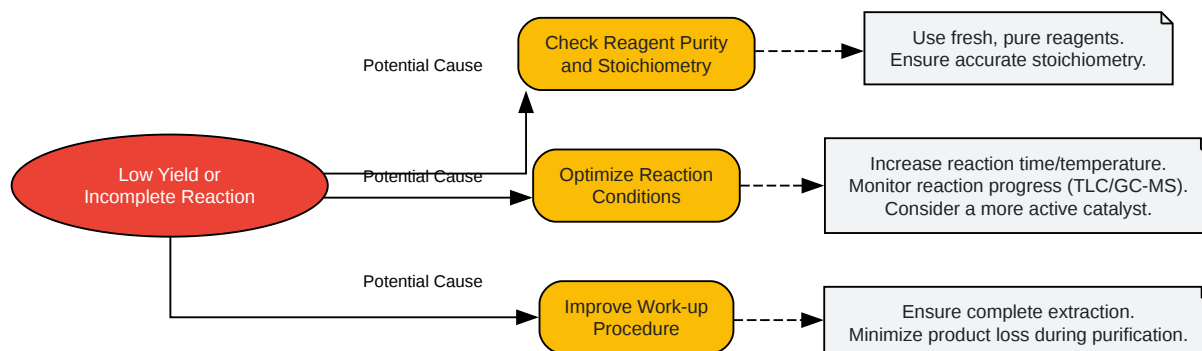 Check Reagent Purity
and Stoichiometry
Use fresh, pure reagents.
Ensure accurate stoichiometry.
Potential Cause
Low Yield or
Incomplete Reaction
Potential Cause
Optimize Reaction
Conditions
Increase reaction time/temperature.
Monitor reaction progress (TLC/GC-MS).
Consider a more active catalyst.
Potential Cause
Improve Work-up
Procedure
Ensure complete extraction.
Minimize product loss during purification.